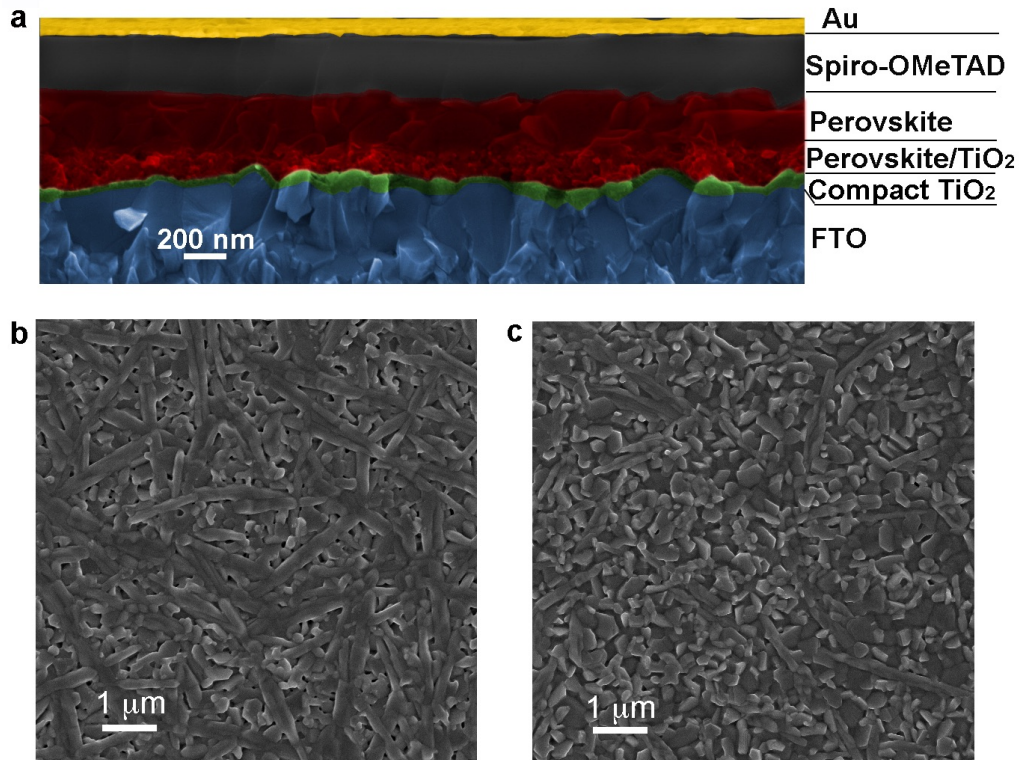 a
Au
Spiro-OMeTAD
Perovskite
Perovskite/TiO₂
Compact TiO₂
FTO
200 nm
b
c
1 μm
1 μm